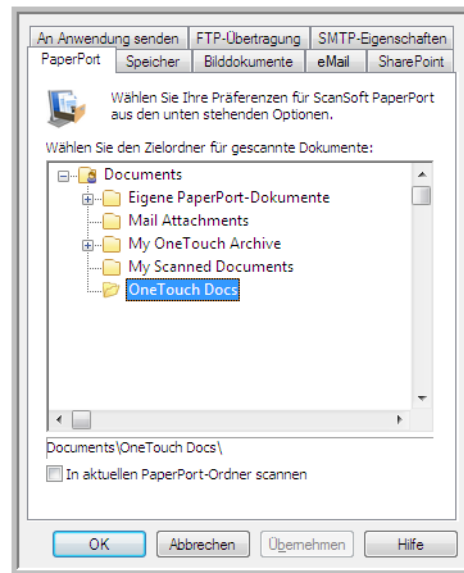 An Anwendung senden FTP-Übertragung SMTP-Eigenschaften
PaperPort Speicher Bilddokumente eMail SharePoint
Wählen Sie Ihre Präferenzen für ScanSoft PaperPort
aus den unten stehenden Optionen.
Wählen Sie den Zielordner für gescannte Dokumente:
Documents
Eigene PaperPort-Dokumente
Mail Attachments
My OneTouch Archive
My Scanned Documents
OneTouch Docs
Documents\OneTouch Docs\
In aktuellen PaperPort-Ordner scannen
OK Abbrechen Übernehmen Hilfe